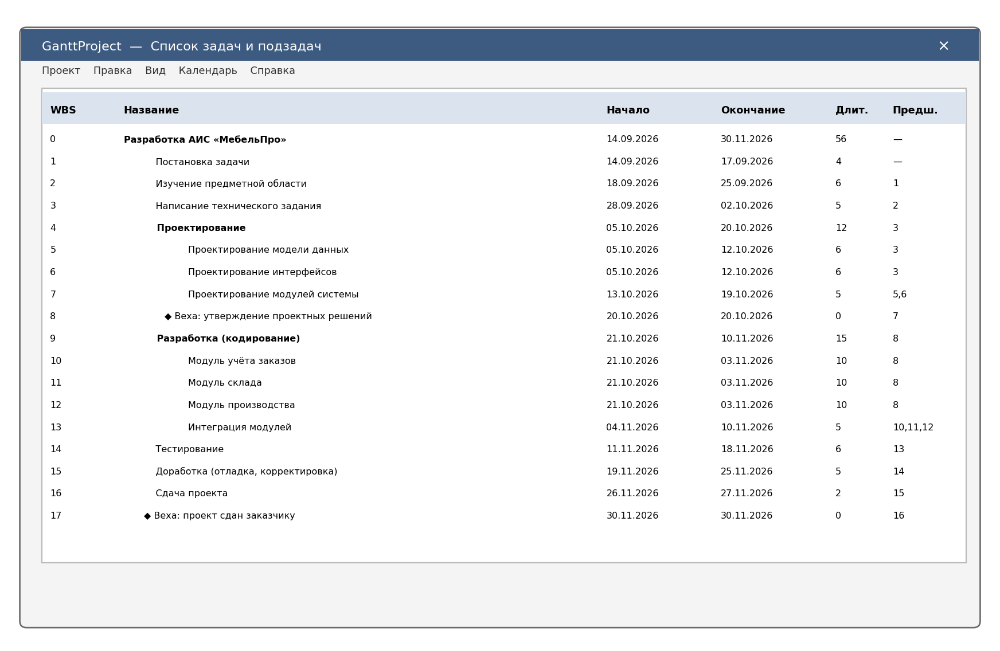 GanttProject — Список задач и подзадач ×
Проект Правка Вид Календарь Справка
WBS Название Начало Окончание Длит. Предш.
0 Разработка АИС «МебельПро» 14.09.2026 30.11.2026 56 —
1 Постановка задачи 14.09.2026 17.09.2026 4 —
2 Изучение предметной области 18.09.2026 25.09.2026 6 1
3 Написание технического задания 28.09.2026 02.10.2026 5 2
4 Проектирование 05.10.2026 20.10.2026 12 3
5 Проектирование модели данных 05.10.2026 12.10.2026 6 3
6 Проектирование интерфейсов 05.10.2026 12.10.2026 6 3
7 Проектирование модулей системы 13.10.2026 19.10.2026 5 5,6
8 ◆ Веха: утверждение проектных решений 20.10.2026 20.10.2026 0 7
9 Разработка (кодирование) 21.10.2026 10.11.2026 15 8
10 Модуль учёта заказов 21.10.2026 03.11.2026 10 8
11 Модуль склада 21.10.2026 03.11.2026 10 8
12 Модуль производства 21.10.2026 03.11.2026 10 8
13 Интеграция модулей 04.11.2026 10.11.2026 5 10,11,12
14 Тестирование 11.11.2026 18.11.2026 6 13
15 Доработка (отладка, корректировка) 19.11.2026 25.11.2026 5 14
16 Сдача проекта 26.11.2026 27.11.2026 2 15
17 ◆ Веха: проект сдан заказчику 30.11.2026 30.11.2026 0 16